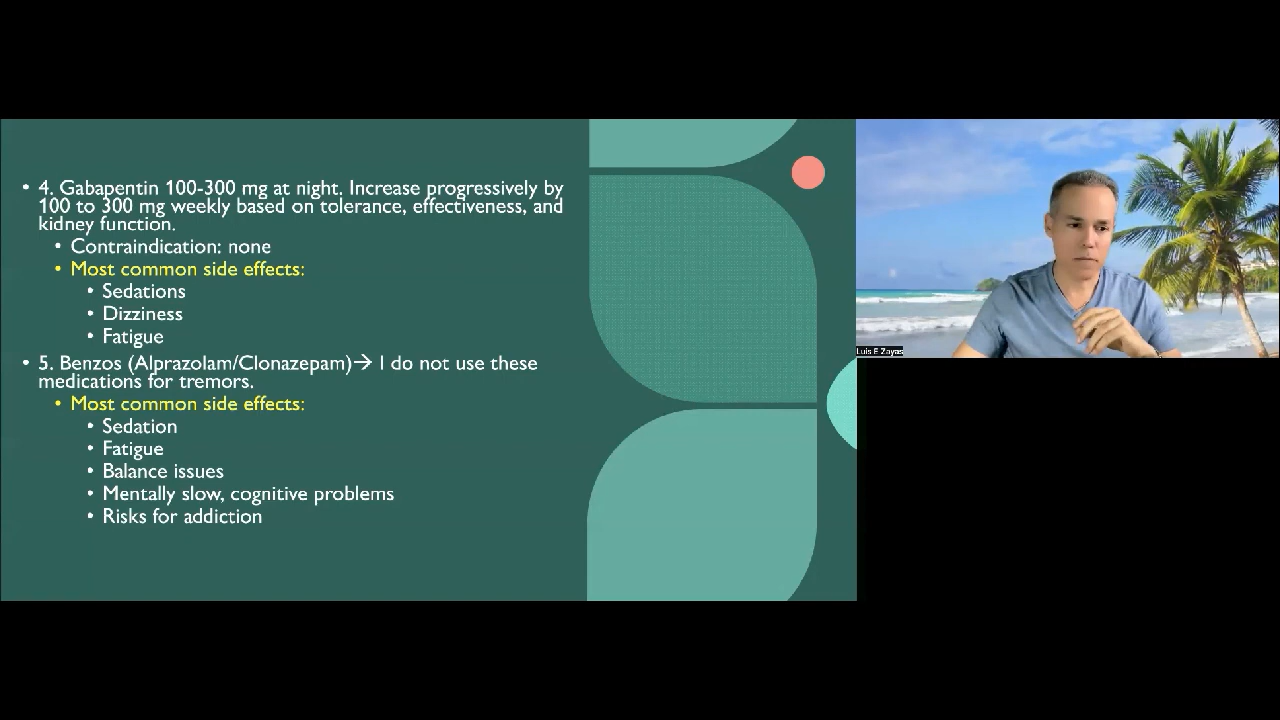 • 4. Gabapentin 100-300 mg at night. Increase progressively by
100 to 300 mg weekly based on tolerance, effectiveness, and
kidney function.
• Contraindication: none
• Most common side effects:
• Sedations
• Dizziness
• Fatigue
• 5. Benzos (Alprazolam/Clonazepam)→ I do not use these
medications for tremors.
• Most common side effects:
• Sedation
• Fatigue
• Balance issues
• Mentally slow, cognitive problems
• Risks for addiction
Luis E Zayas